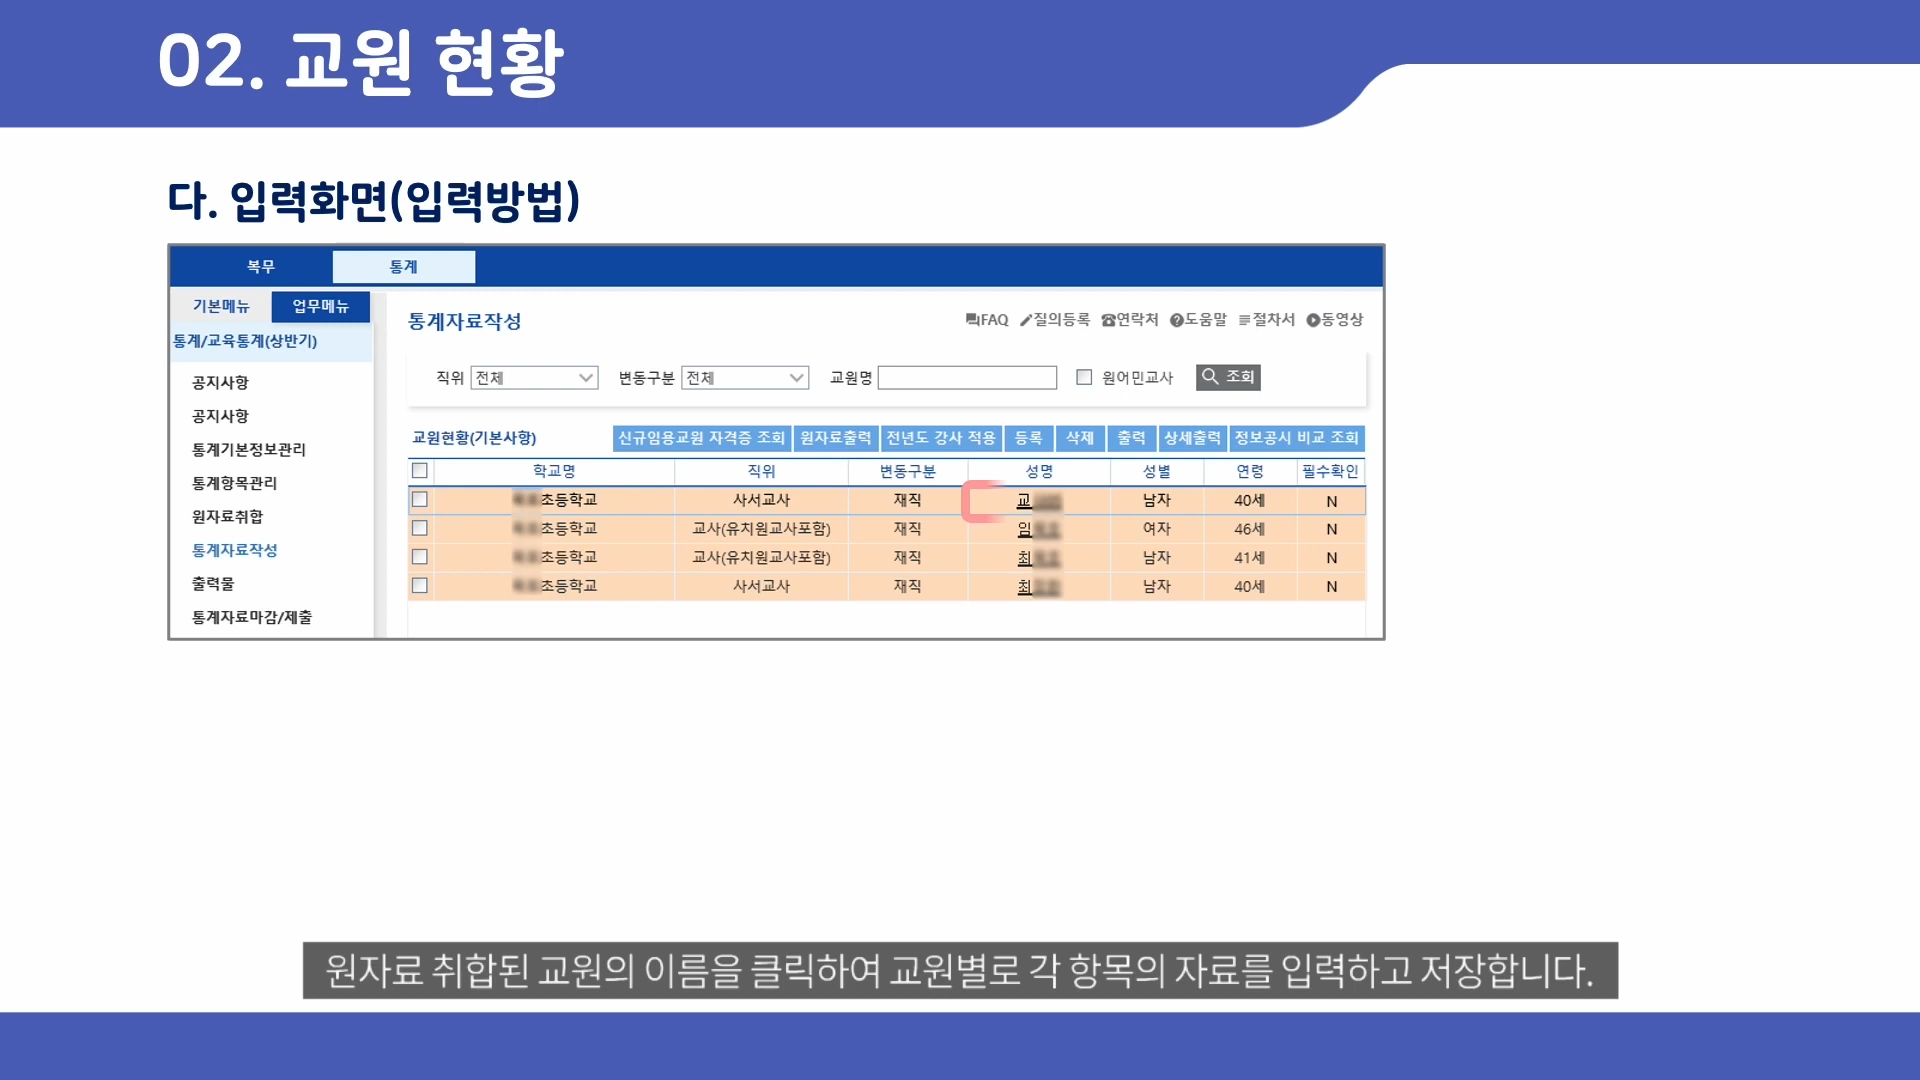 02. 교원 현황
다. 입력화면(입력방법)
복무 통계
기본메뉴 업무메뉴
통계/교육통계(상반기)
공지사항
공지사항
통계기본정보관리
통계항목관리
원자료취합
통계자료작성
출력물
통계자료마감/제출
통계자료작성
FAQ 질의등록 연락처 도움말 절차서 동영상
직위 전체 변동구분 전체 교원명 원어민교사 조회
교원현황(기본사항) 신규임용교원 자격증 조회 원자료출력 전년도 강사 적용 등록 삭제 출력 상세출력 정보공시 비교 조회
학교명 직위 변동구분 성명 성별 연령 필수확인
초등학교 사서교사 재직 교 남자 40세 N
초등학교 교사(유치원교사포함) 재직 임 여자 46세 N
초등학교 교사(유치원교사포함) 재직 최 남자 41세 N
초등학교 사서교사 재직 최 남자 40세 N
원자료 취합된 교원의 이름을 클릭하여 교원별로 각 항목의 자료를 입력하고 저장합니다.